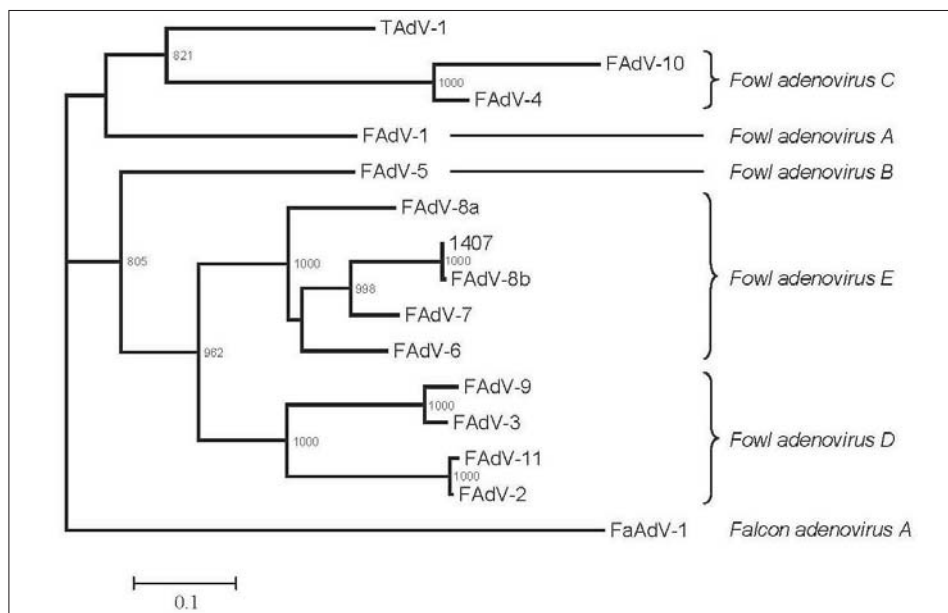 TAdV-1
821
FAdV-10
1000
FAdV-4
Fowl adenovirus C
FAdV-1
Fowl adenovirus A
FAdV-5
Fowl adenovirus B
805
FAdV-8a
1000
1407
1000
FAdV-8b
998
FAdV-7
FAdV-6
Fowl adenovirus E
962
FAdV-9
1000
FAdV-3
1000
FAdV-11
1000
FAdV-2
Fowl adenovirus D
FaAdV-1
Falcon adenovirus A
0.1